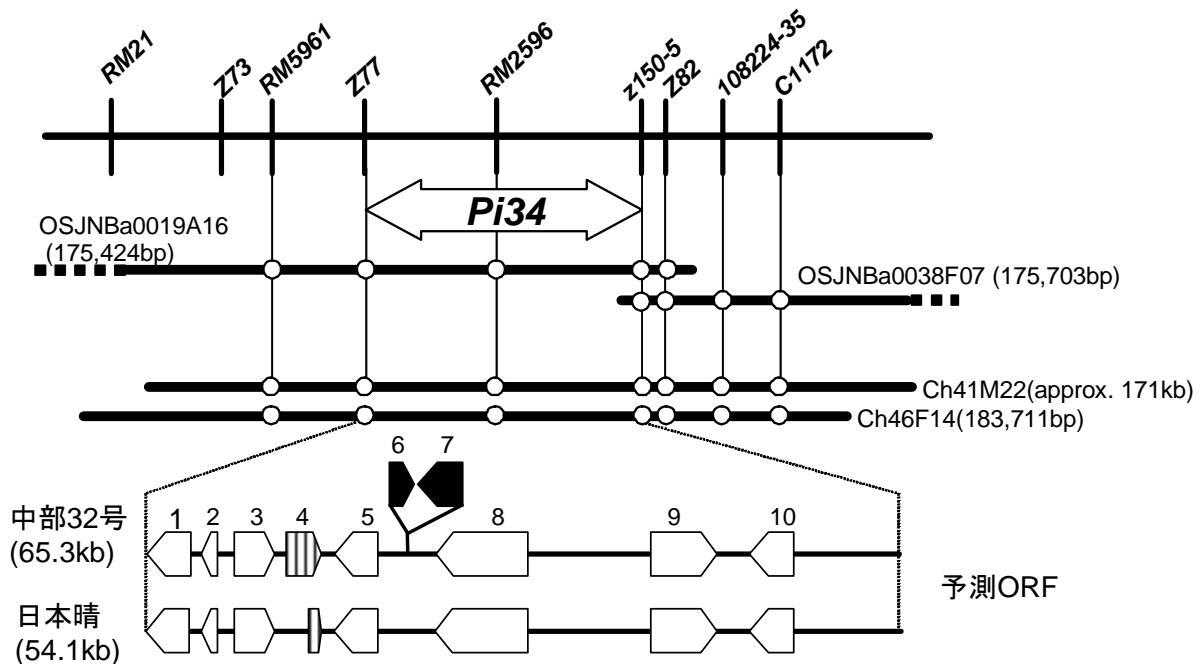 RM21
Z73
RM5961
Z77
RM2596
z150-5
Z82
108224-35
C1172
Pi34
OSJNBa0019A16
(175,424bp)
OSJNBa0038F07 (175,703bp)
Ch41M22(approx. 171kb)
Ch46F14(183,711bp)
6 7
中部32号
(65.3kb)
1 2 3 4 5 8 9 10
予測ORF
日本晴
(54.1kb)